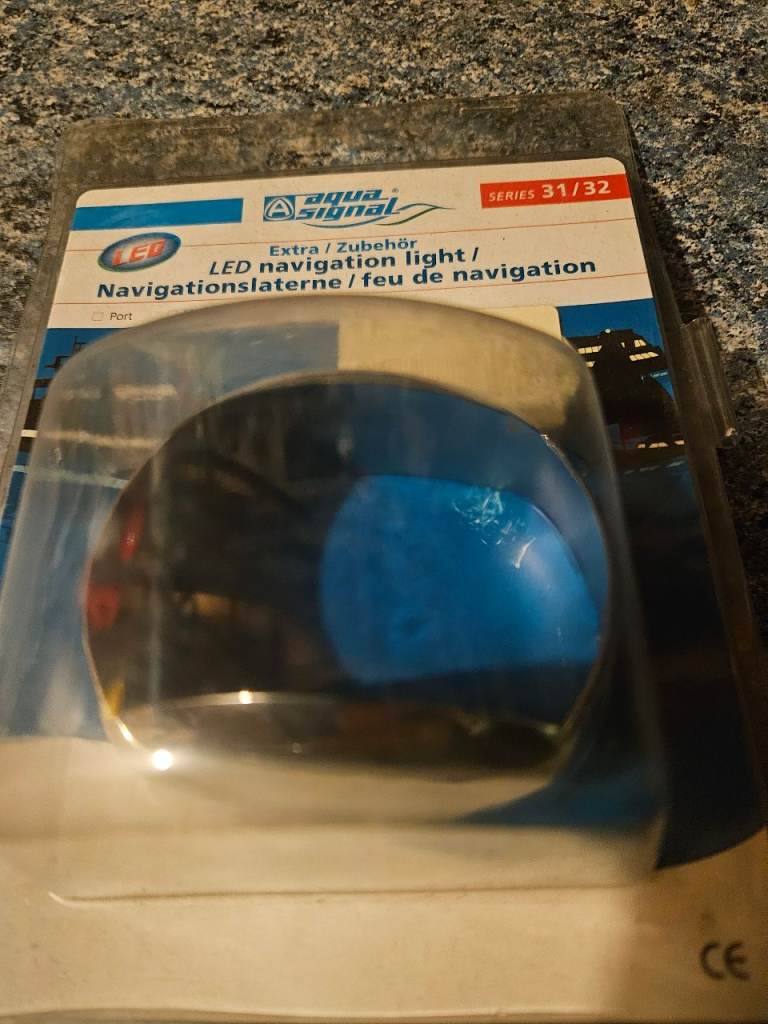 aqua signal®
SERIES 31/32
LED
Extra / Zubehör
LED navigation light /
Navigationslaterne / feu de navigation
Port
CE